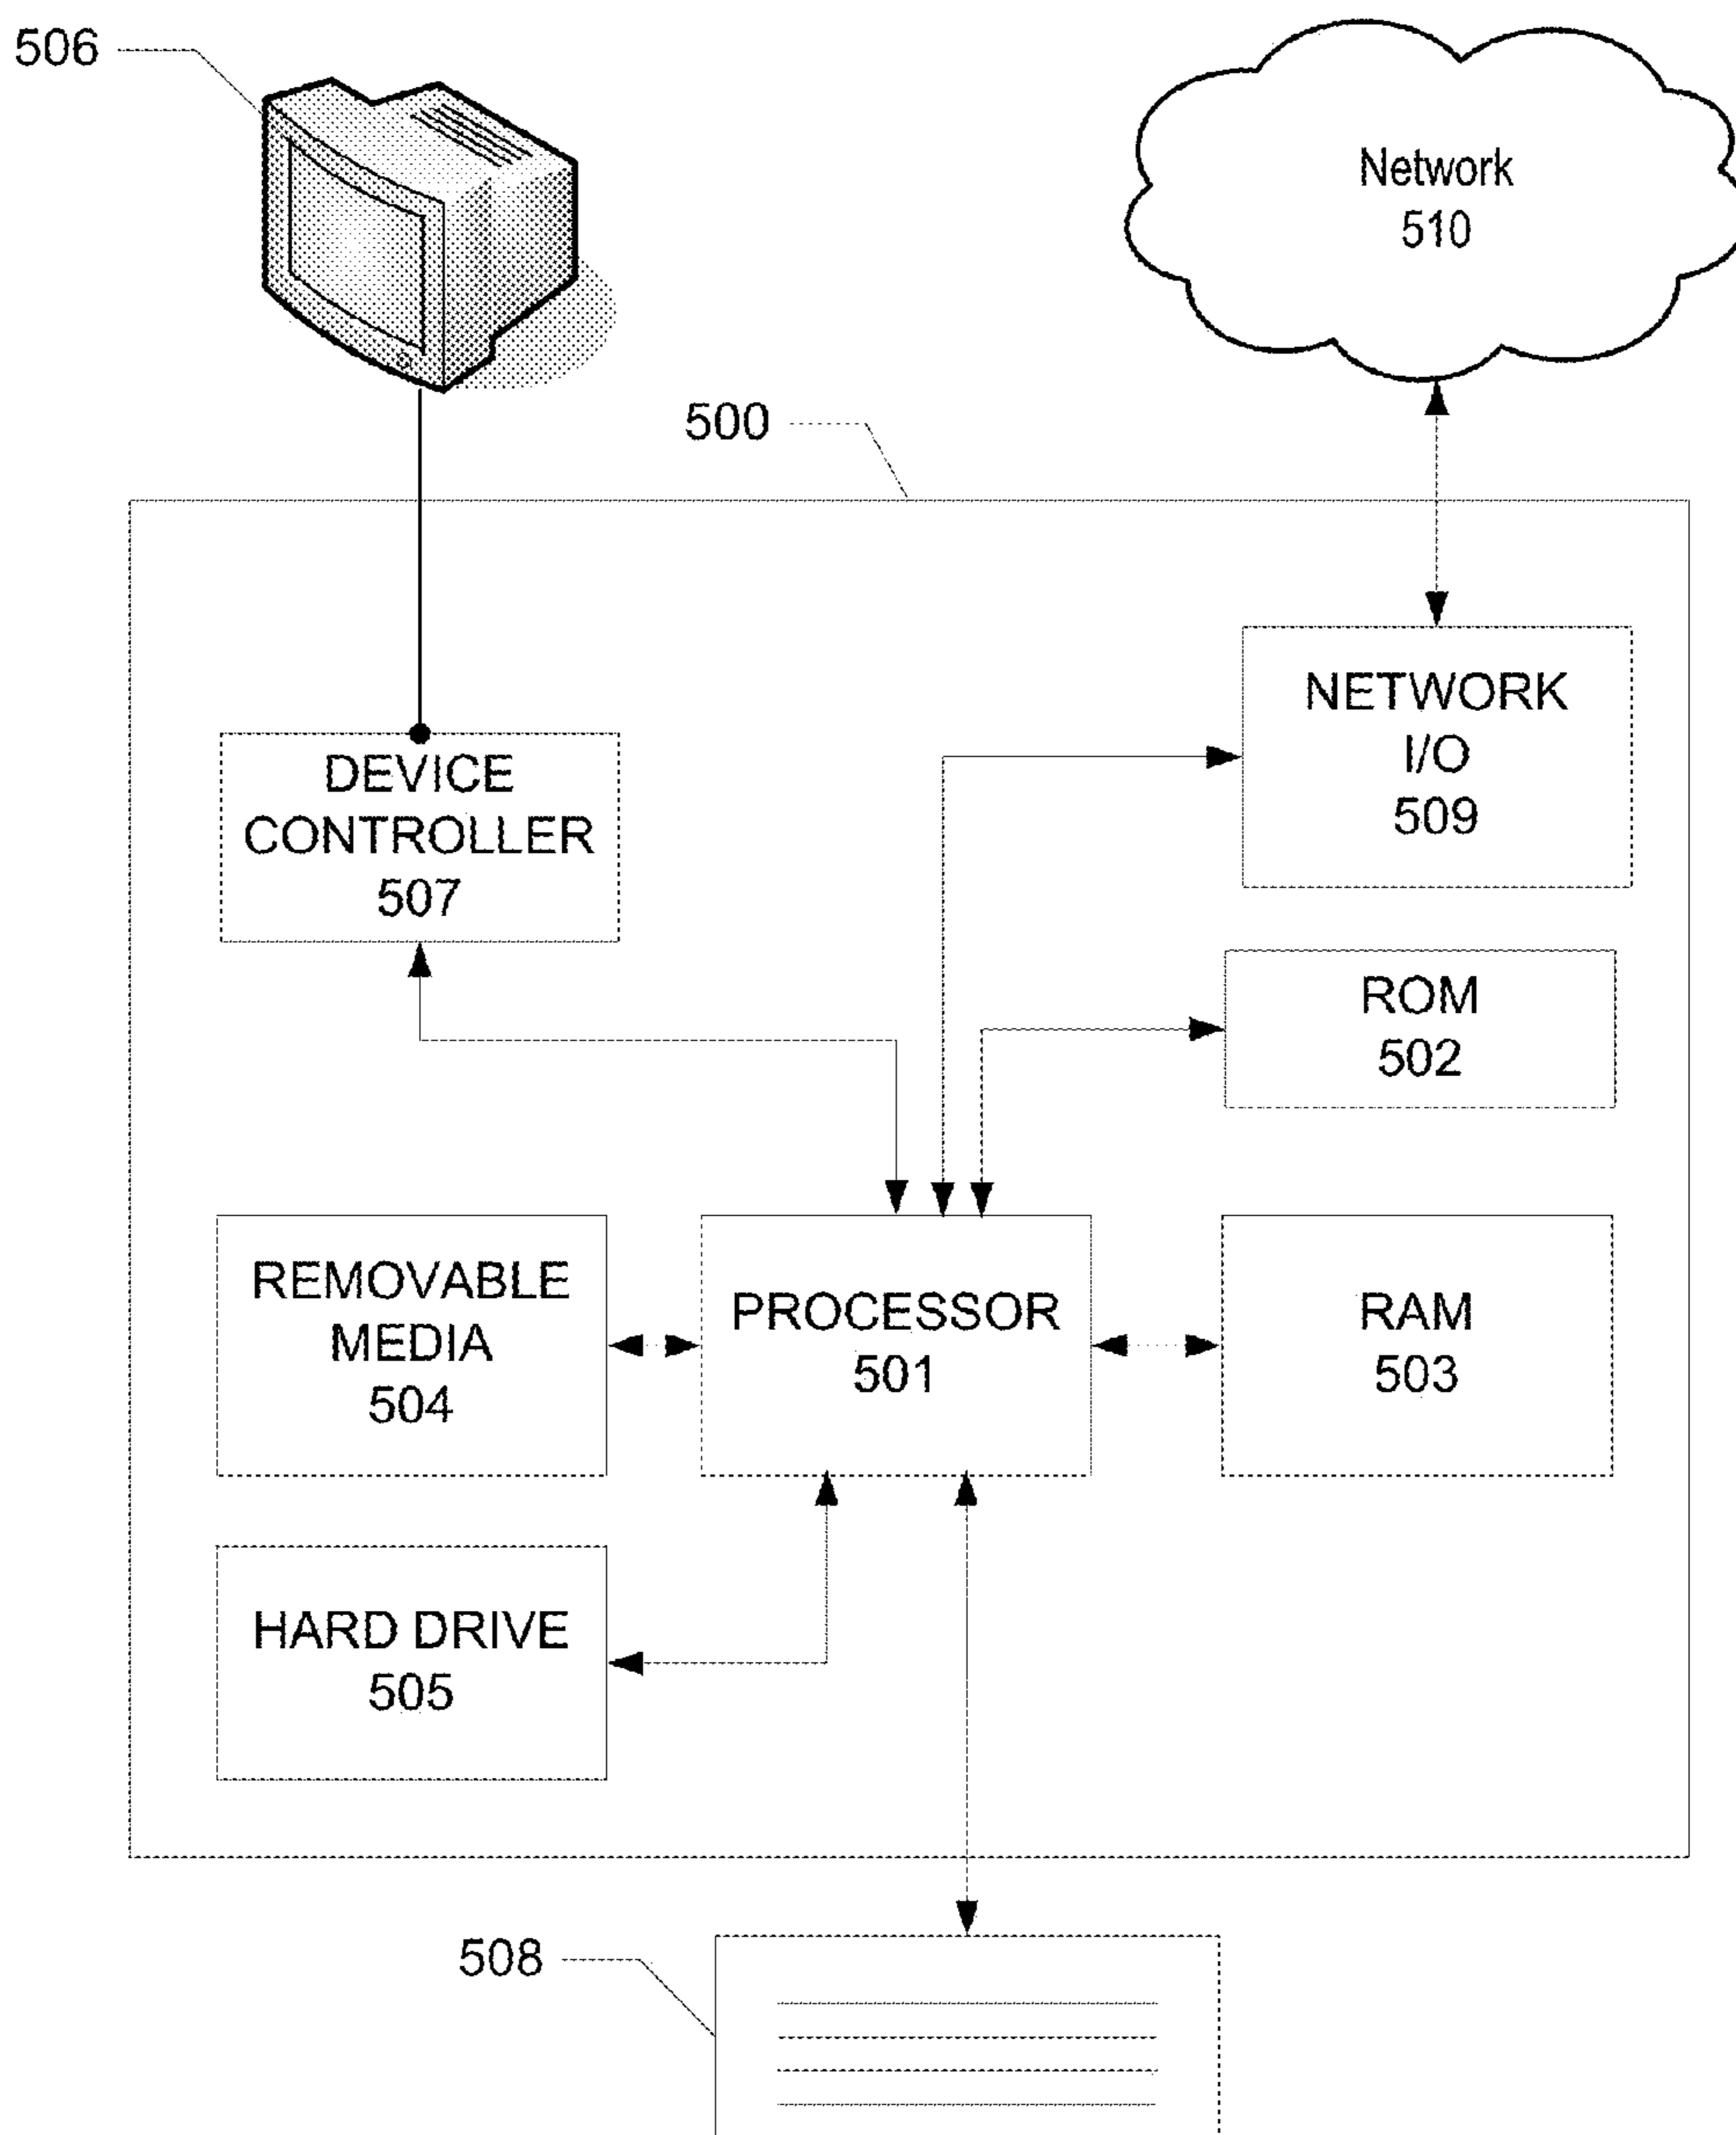 506
Network
510
500
NETWORK
I/O
509
DEVICE
CONTROLLER
507
ROM
502
REMOVABLE
MEDIA
504
PROCESSOR
501
RAM
503
HARD DRIVE
505
508